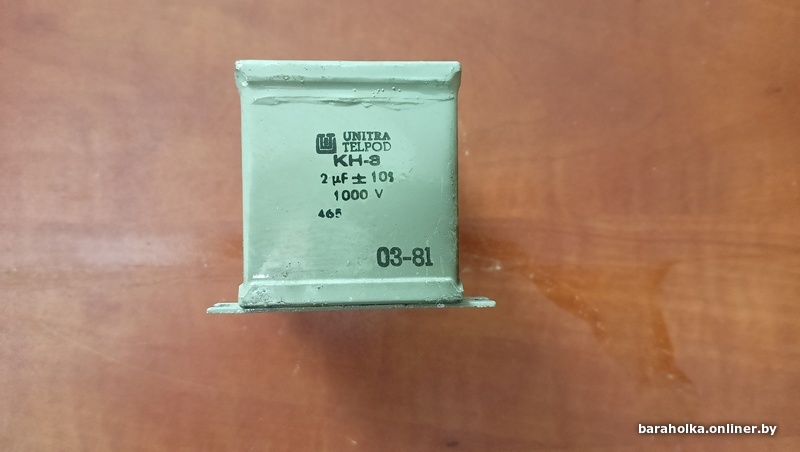 UNITRA
TELPOD
KH-3
2 µF ± 10%
1000 V
465
03-81
baraholka.onliner.by